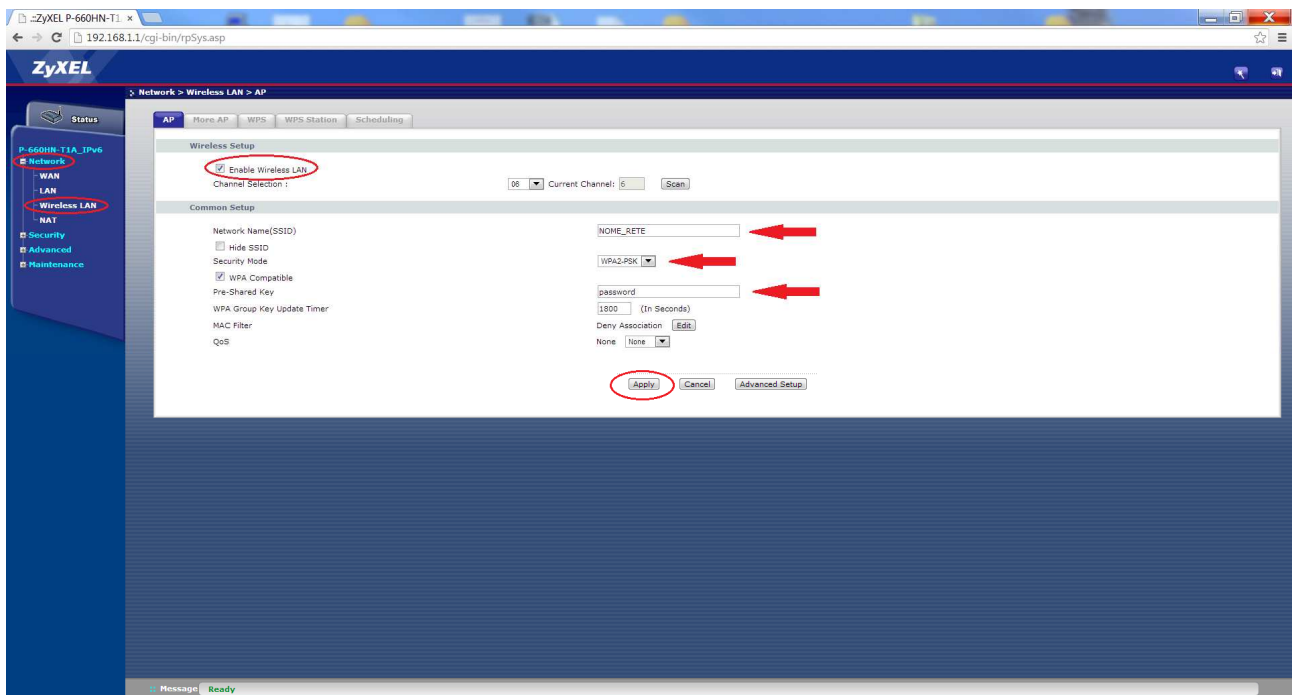 .::ZyXEL P-660HN-T1
192.168.1.1/cgi-bin/rpSys.asp
ZyXEL
Network > Wireless LAN > AP
Status
P-660HN-T1A_IPv6
Network
WAN
LAN
Wireless LAN
NAT
Security
Advanced
Maintenance
AP More AP WPS WPS Station Scheduling
Wireless Setup
Enable Wireless LAN
Channel Selection : 06 Current Channel: 6 Scan
Common Setup
Network Name(SSID) NOME_RETE
Hide SSID
Security Mode WPA2-PSK
WPA Compatible
Pre-Shared Key password
WPA Group Key Update Timer 1800 (In Seconds)
MAC Filter Deny Association Edit
QoS None None
Apply Cancel Advanced Setup
Message Ready